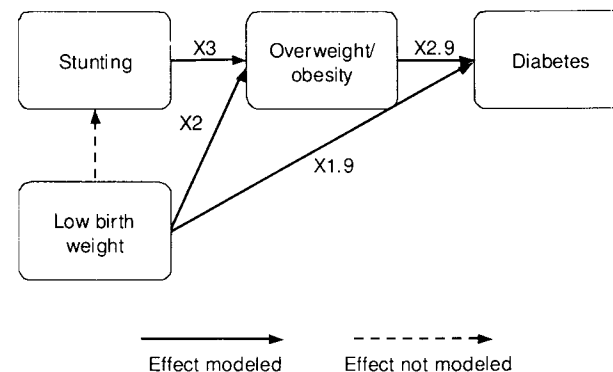 Stunting
X3
Overweight/
obesity
X2.9
Diabetes
X2
X1.9
Low birth
weight
Effect modeled
Effect not modeled